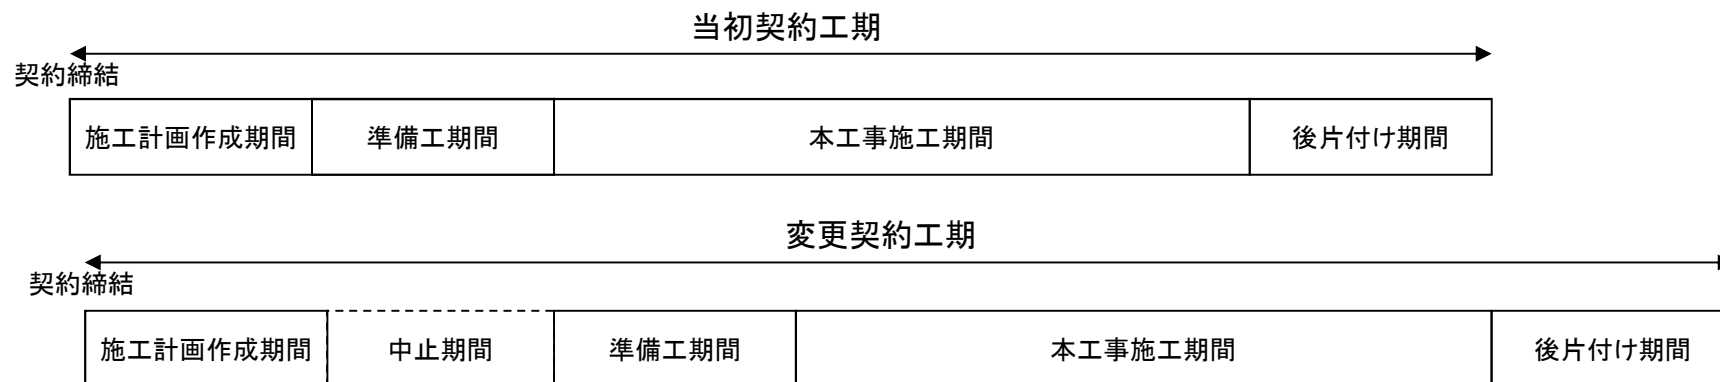 当初契約工期
契約締結
施工計画作成期間 準備工期間 本工事施工期間 後片付け期間
変更契約工期
契約締結
施工計画作成期間 中止期間 準備工期間 本工事施工期間 後片付け期間